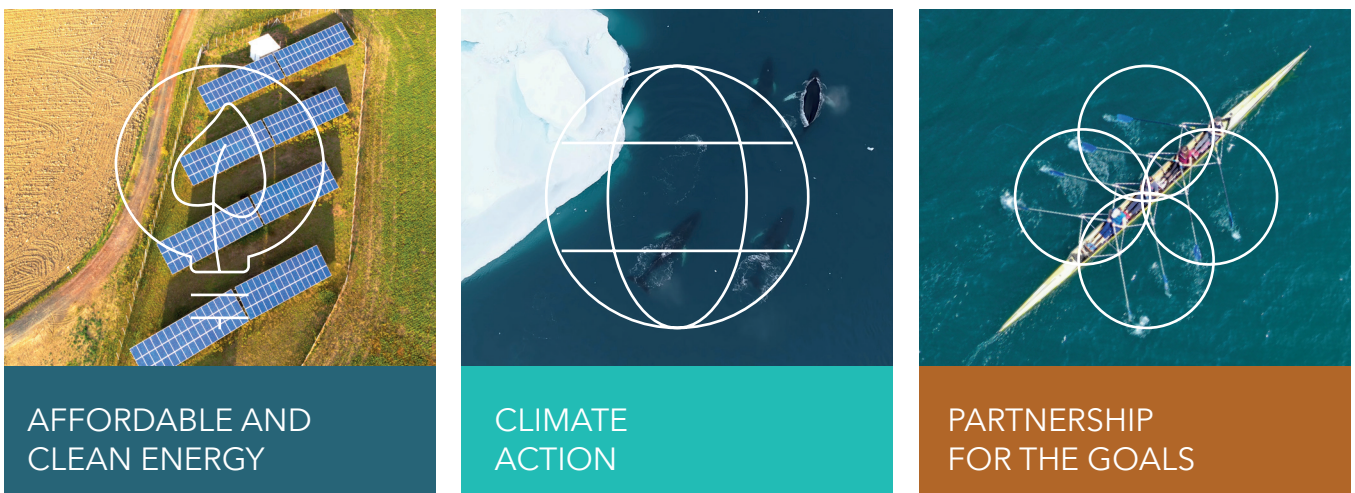 AFFORDABLE AND
CLEAN ENERGY
CLIMATE
ACTION
PARTNERSHIP
FOR THE GOALS